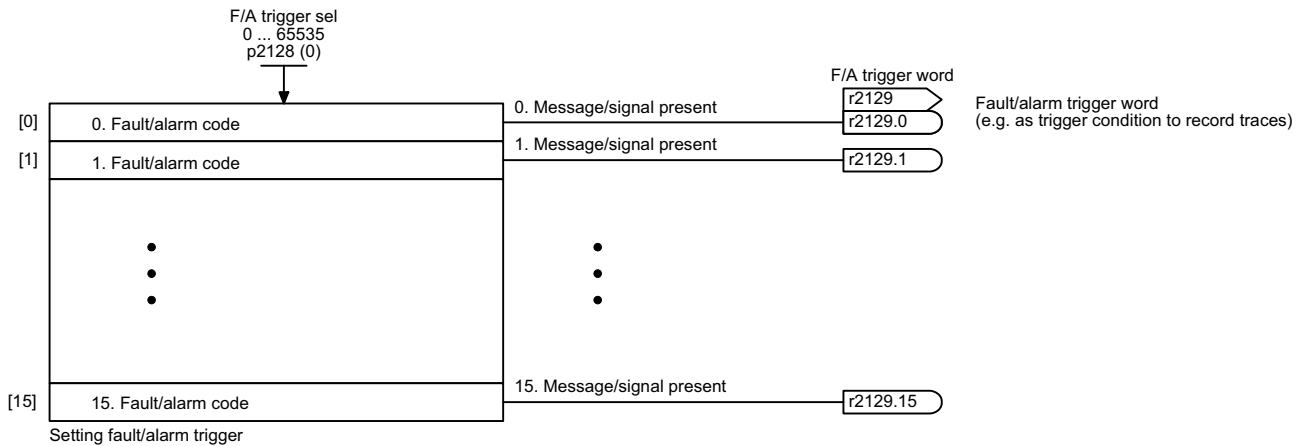 F/A trigger sel
0 ... 65535
p2128 (0)
F/A trigger word
r2129
Fault/alarm trigger word
(e.g. as trigger condition to record traces)
[0]
0. Fault/alarm code
0. Message/signal present
r2129.0
[1]
1. Fault/alarm code
1. Message/signal present
r2129.1
[15]
15. Fault/alarm code
15. Message/signal present
r2129.15
Setting fault/alarm trigger